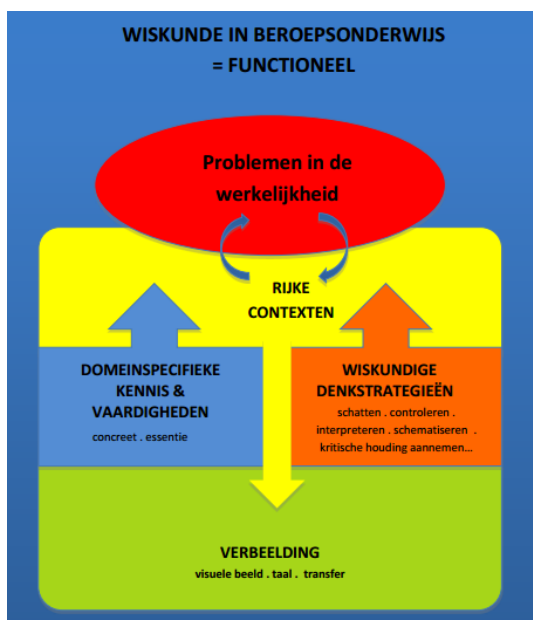 WISKUNDE IN BEROEPSONDERWIJS
= FUNCTIONEEL
Problemen in de
werkelijkheid
RIJKE
CONTEXTEN
DOMEINSPECIFIEKE
KENNIS &
VAARDIGHEDEN
concreet . essentie
WISKUNDIGE
DENKSTRATEGIEËN
schatten . controleren .
interpreteren . schematiseren .
kritische houding aannemen...
VERBEELDING
visuele beeld . taal . transfer